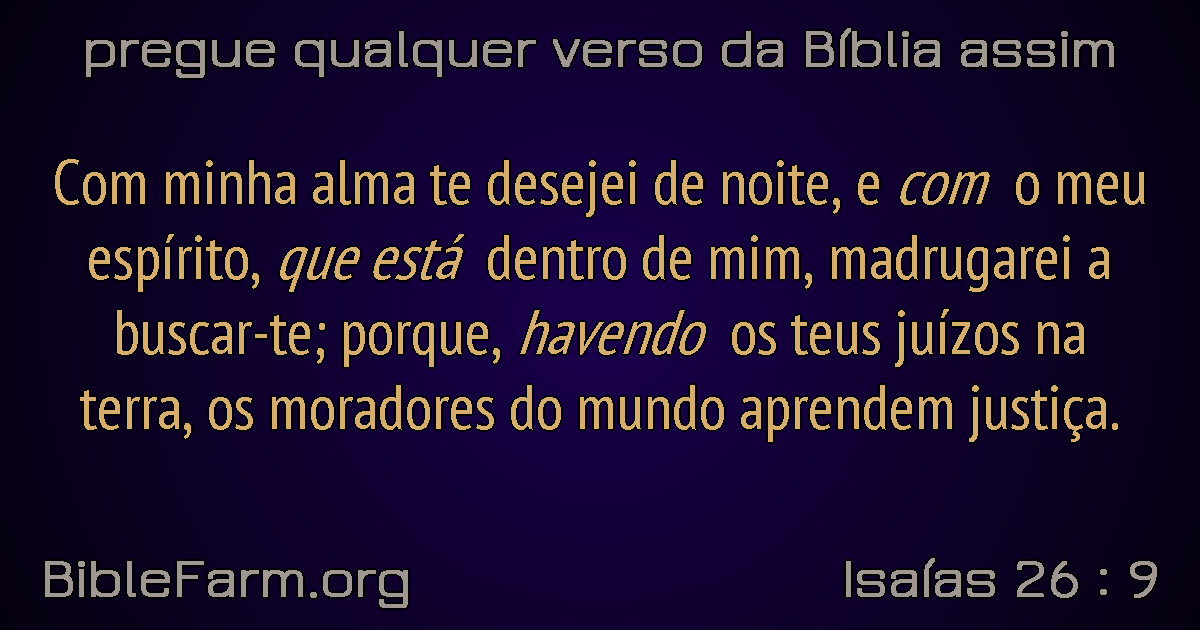 pregue qualquer verso da Bíblia assim
Com minha alma te desejei de noite, e com o meu
espírito, que está dentro de mim, madrugarei a
buscar-te; porque, havendo os teus juízos na
terra, os moradores do mundo aprendem justiça.
BibleFarm.org
Isaías 26 : 9